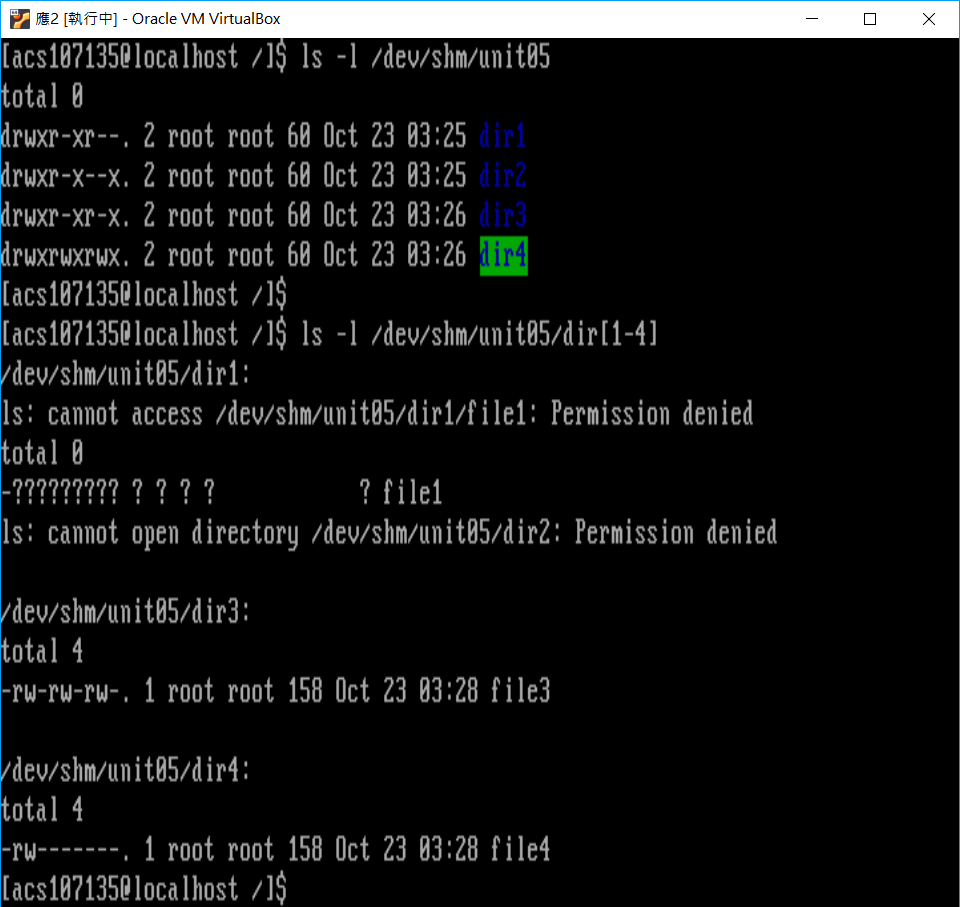 應2 [執行中] - Oracle VM VirtualBox
[acs107135@localhost /]$ ls -l /dev/shm/unit05
total 0
drwxr-xr--. 2 root root 60 Oct 23 03:25 dir1
drwxr-x--x. 2 root root 60 Oct 23 03:25 dir2
drwxr-xr-x. 2 root root 60 Oct 23 03:26 dir3
drwxrwxrwx. 2 root root 60 Oct 23 03:26 dir4
[acs107135@localhost /]$
[acs107135@localhost /]$ ls -l /dev/shm/unit05/dir[1-4]
/dev/shm/unit05/dir1:
ls: cannot access /dev/shm/unit05/dir1/file1: Permission denied
total 0
-????????? ? ? ? ?            ? file1
ls: cannot open directory /dev/shm/unit05/dir2: Permission denied
/dev/shm/unit05/dir3:
total 4
-rw-rw-rw-. 1 root root 158 Oct 23 03:28 file3
/dev/shm/unit05/dir4:
total 4
-rw-------. 1 root root 158 Oct 23 03:28 file4
[acs107135@localhost /]$